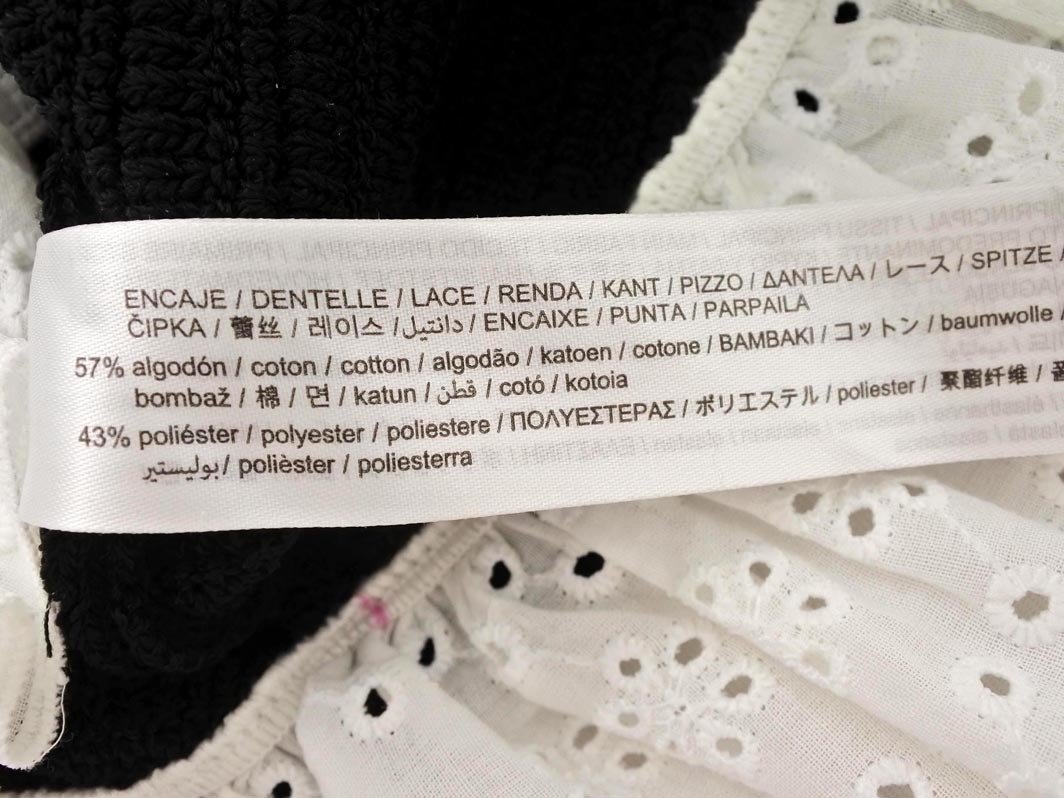 ENCAJE / DENTELLE / LACE / RENDA / KANT / PIZZO / ΔΑΝΤΕΛΑ / レース / SPITZE /
ČIPKA / 蕾丝 / 레이스 / دانتيل / ENCAIXE / PUNTA / PARPAILA
57% algodón / coton / cotton / algodão / katoen / cotone / BAMBAKI / コットン / baumwolle /
bombaž / 棉 / 면 / katun / قطن / cotó / kotoia
43% poliéster / polyester / poliestere / ΠΟΛΥΕΣΤΕΡΑΣ / ポリエステル / poliester / 聚酯纤维 /
بوليستير / polièster / poliesterra